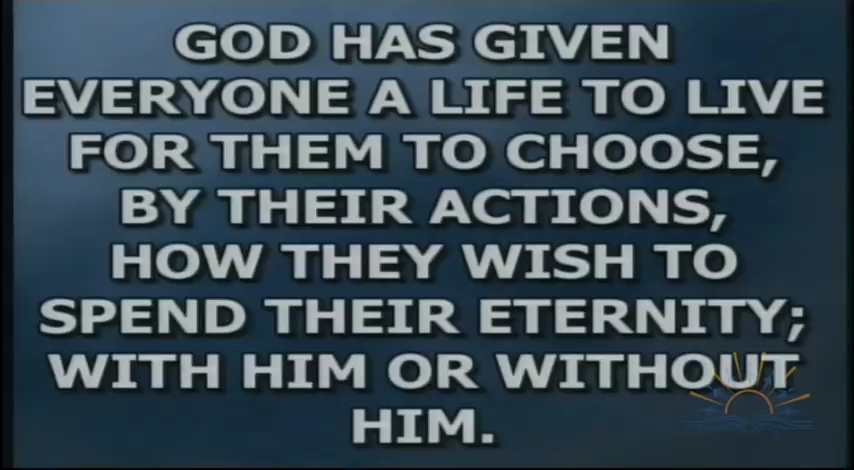 GOD HAS GIVEN
EVERYONE A LIFE TO LIVE
FOR THEM TO CHOOSE,
BY THEIR ACTIONS,
HOW THEY WISH TO
SPEND THEIR ETERNITY;
WITH HIM OR WITHOUT
HIM.